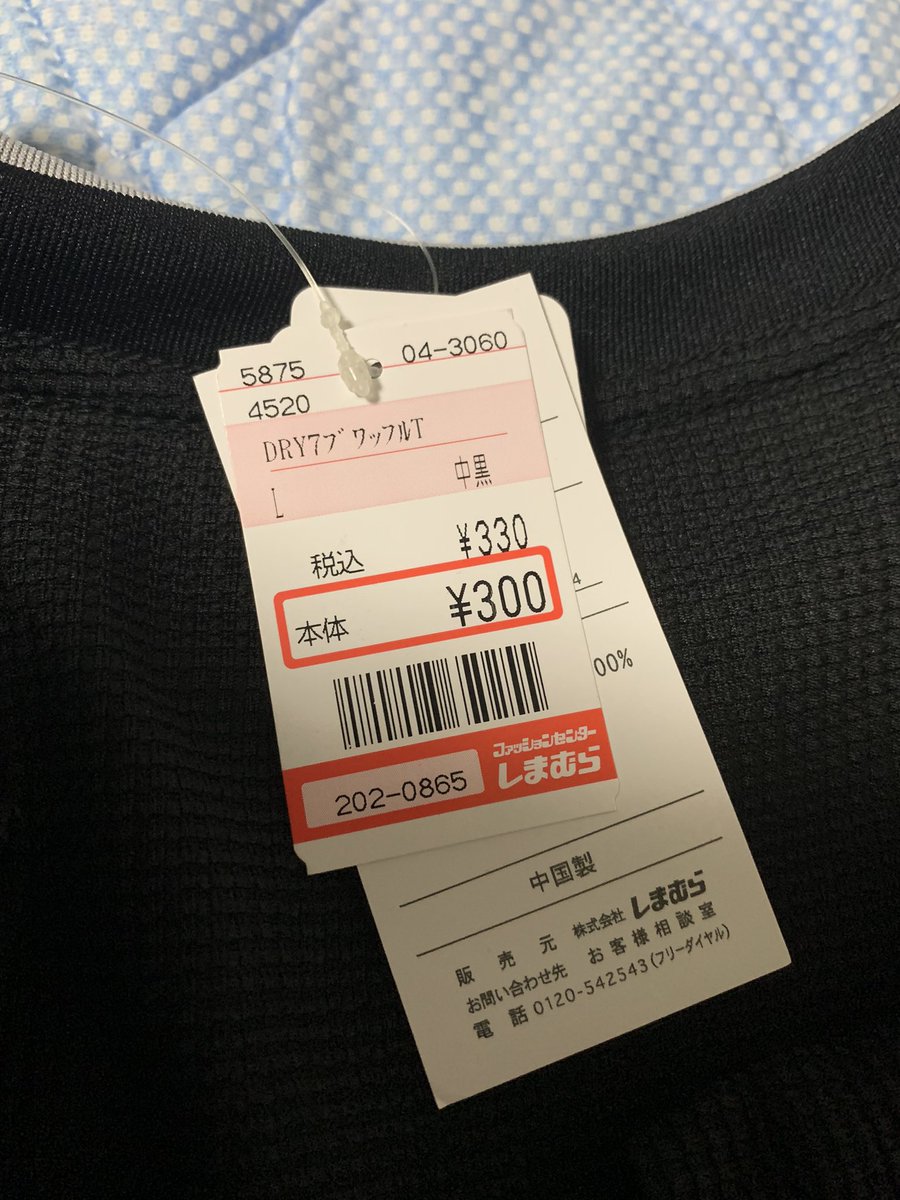 5875 04-3060
4520
DRY7ブワッフルT
L 中黒
税込 ¥330
本体 ¥300
202-0865
ファッションセンター
しまむら
4
00%
中国製
販売元 株式会社 しまむら
お問い合わせ先 お客様相談室
電話 0120-542543(フリーダイヤル)